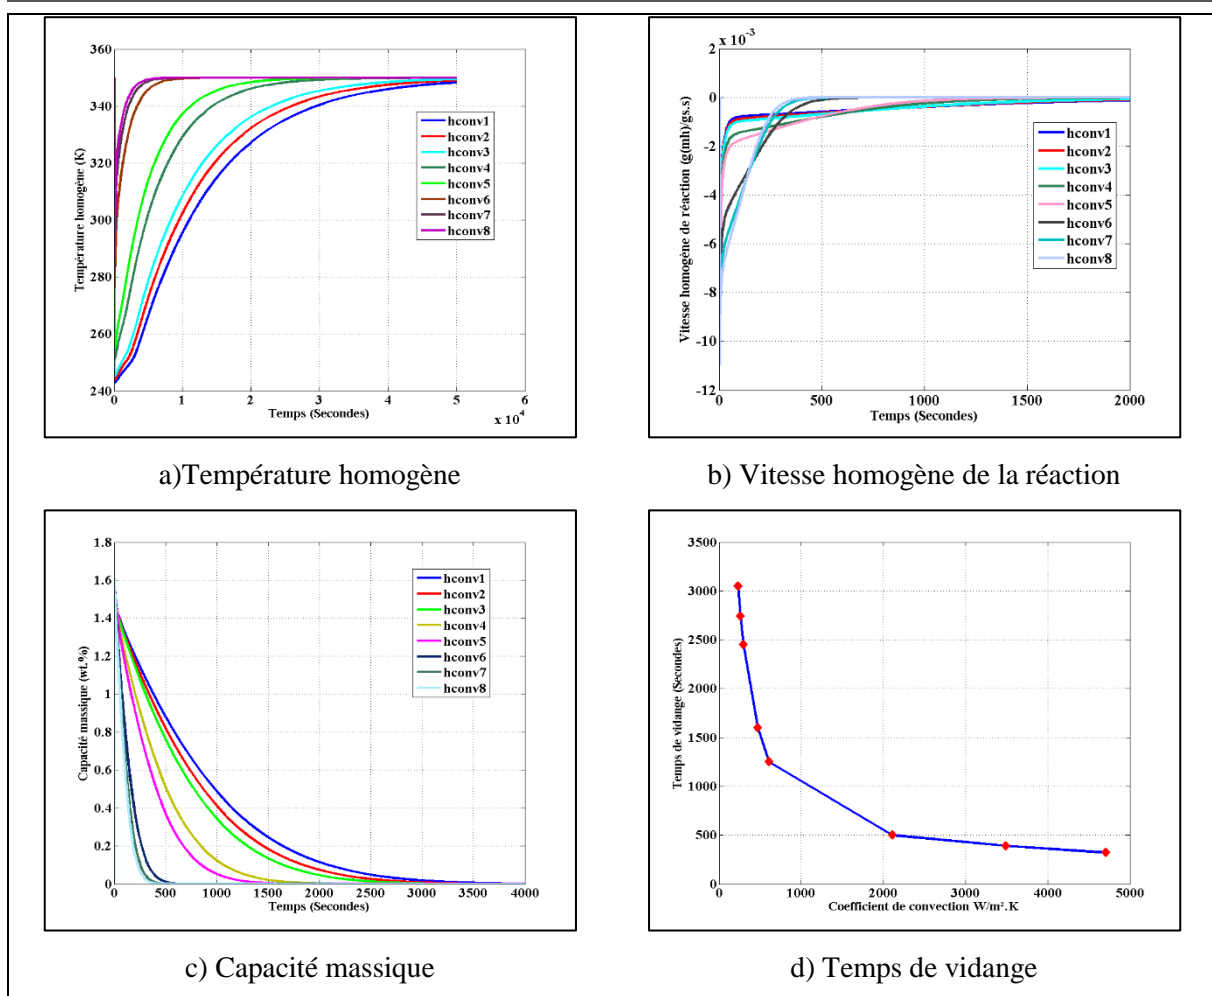 360
340
320
300
280
260
240
0
1
2
3
4
5
6
x 10⁴
Température homogène (K)
Temps (Secondes)
hconv1
hconv2
hconv3
hconv4
hconv5
hconv6
hconv7
hconv8
a)Température homogène
x 10⁻³
2
0
-2
-4
-6
-8
-10
-12
0
500
1000
1500
2000
Vitesse homogène de réaction (g(mh)/gs.s)
Temps (Secondes)
hconv1
hconv2
hconv3
hconv4
hconv5
hconv6
hconv7
hconv8
b) Vitesse homogène de la réaction
1.8
1.6
1.4
1.2
1
0.8
0.6
0.4
0.2
0
0
500
1000
1500
2000
2500
3000
3500
4000
Capacité massique (wt.%)
Temps (Secondes)
hconv1
hconv2
hconv3
hconv4
hconv5
hconv6
hconv7
hconv8
c) Capacité massique
3500
3000
2500
2000
1500
1000
500
0
0
1000
2000
3000
4000
5000
Temps de vidange (Secondes)
Coefficient de convection W/m².K
d) Temps de vidange